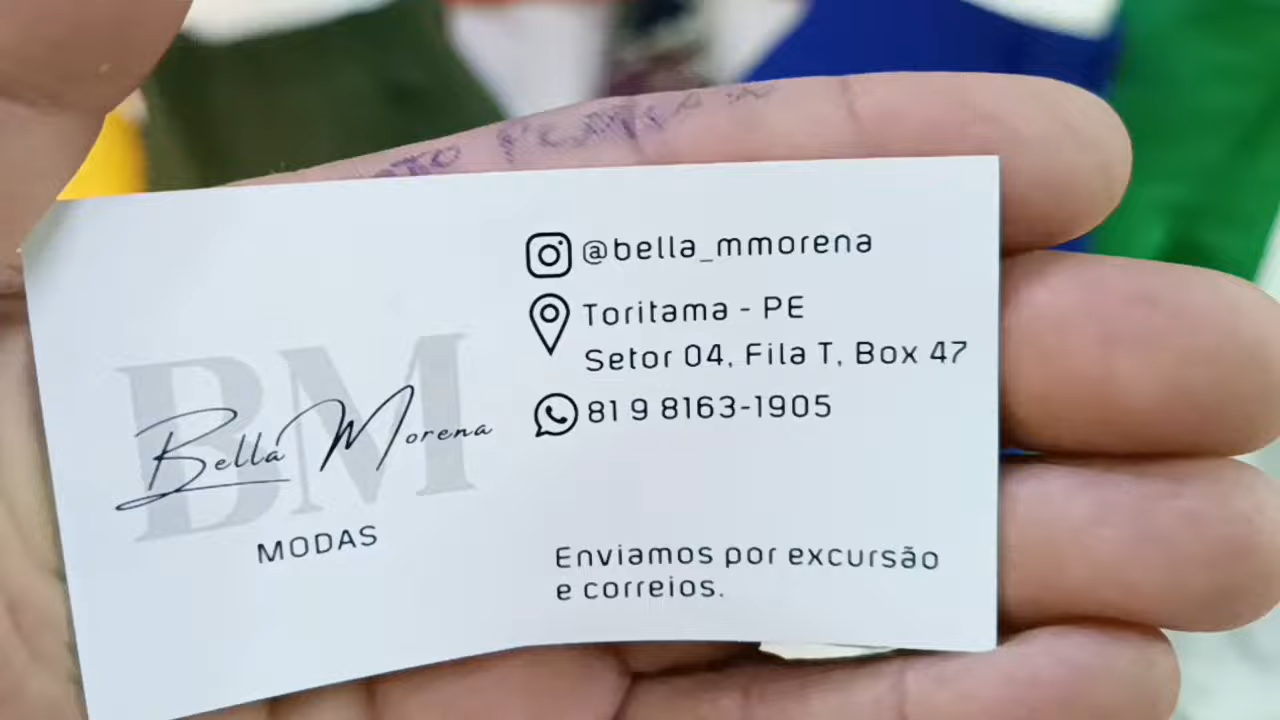 BM
Bella Morena
MODAS
@bella_mmorena
Toritama - PE
Setor 04, Fila T, Box 47
81 9 8163-1905
Enviamos por excursão
e correios.